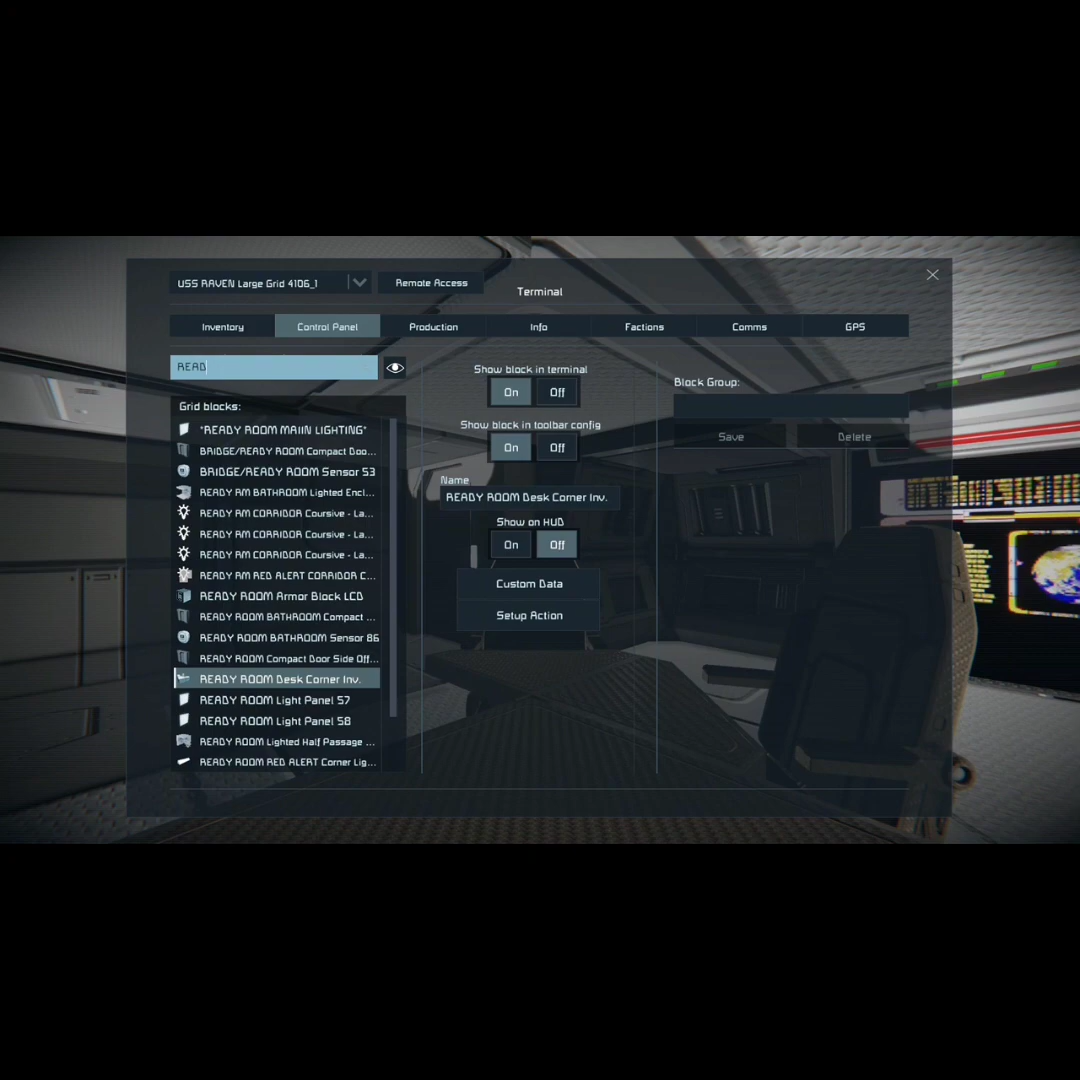 USS RAVEN Large Grid 4106_1
Remote Access
Terminal
Inventory
Control Panel
Production
Info
Factions
Comms
GPS
READ
Grid blocks:
*READY ROOM MAIIN LIGHTING*
BRIDGE/READY ROOM Compact Doo...
BRIDGE/READY ROOM Sensor 53
READY RM BATHROOM Lighted Encl...
READY RM CORRIDOR Coursive - La...
READY RM CORRIDOR Coursive - La...
READY RM CORRIDOR Coursive - La...
READY RM RED ALERT CORRIDOR C...
READY ROOM Armor Block LCD
READY ROOM BATHROOM Compact ...
READY ROOM BATHROOM Sensor 86
READY ROOM Compact Door Side Off...
READY ROOM Desk Corner Inv.
READY ROOM Light Panel 57
READY ROOM Light Panel 58
READY ROOM Lighted Half Passage ...
READY ROOM RED ALERT Corner Lig...
Show block in terminal
On Off
Show block in toolbar config
On Off
Name
READY ROOM Desk Corner Inv.
Show on HUD
On Off
Custom Data
Setup Action
Block Group:
Save
Delete